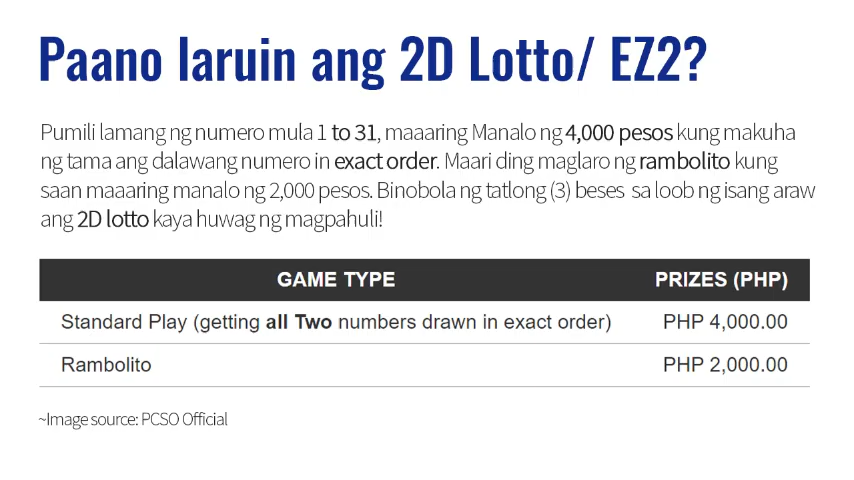 Paano laruin ang 2D Lotto/ EZ2?
Pumili lamang ng numero mula 1 to 31, maaaring Manalo ng 4,000 pesos kung makuha
ng tama ang dalawang numero in exact order. Maari ding maglaro ng rambolito kung
saan maaaring manalo ng 2,000 pesos. Binobola ng tatlong (3) beses sa loob ng isang araw
ang 2D lotto kaya huwag ng magpahuli!
GAME TYPE PRIZES (PHP)
Standard Play (getting all Two numbers drawn in exact order) PHP 4,000.00
Rambolito PHP 2,000.00
~Image source: PCSO Official